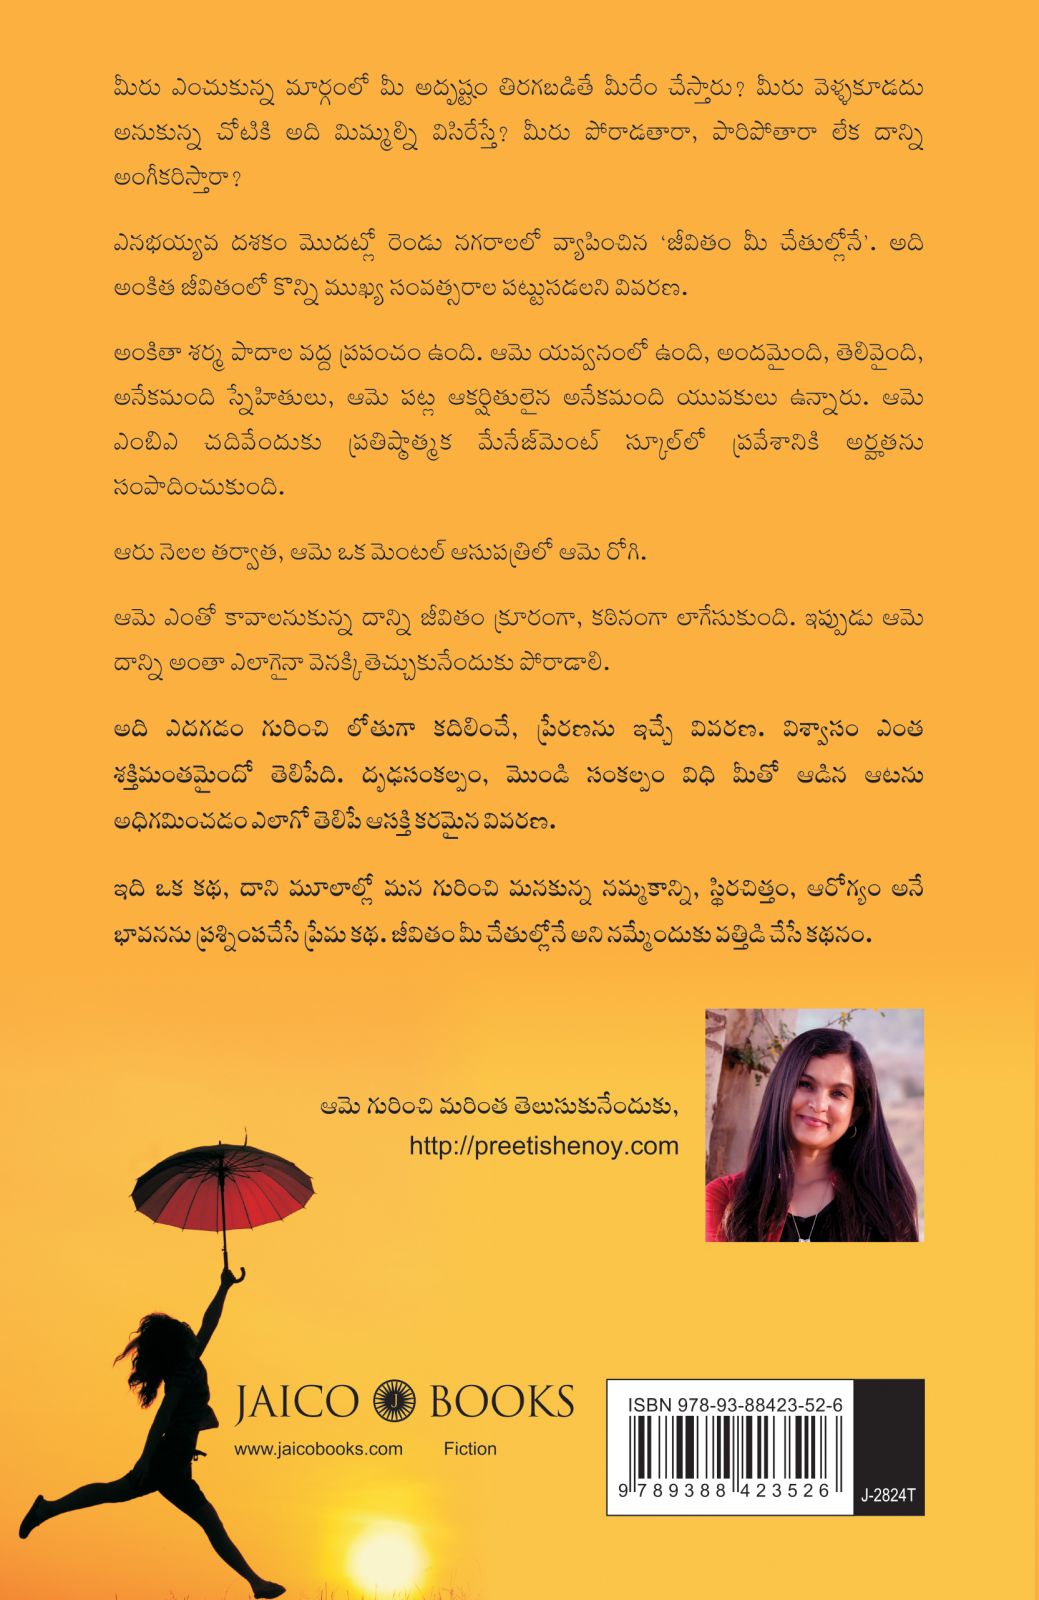 మీరు ఎంచుకున్న మార్గంలో మీ అదృష్టం తిరగబడితే మీరేం చేస్తారు? మీరు వెళ్ళకూడదు
అనుకున్న చోటికి అది మిమ్మల్ని విసిరేస్తే? మీరు పోరాడతారా, పారిపోతారా లేక దాన్ని
అంగీకరిస్తారా?
ఎనభయ్యవ దశకం మొదట్లో రెండు నగరాలలో వ్యాపించిన ‘జీవితం మీ చేతుల్లోనే’. అది
అంకిత జీవితంలో కొన్ని ముఖ్య సంవత్సరాల పట్టుసడలని వివరణ.
అంకితా శర్మ పాదాల వద్ద ప్రపంచం ఉంది. ఆమె యవ్వనంలో ఉంది, అందమైంది, తెలివైంది,
అనేకమంది స్నేహితులు, ఆమె పట్ల ఆకర్షితులైన అనేకమంది యువకులు ఉన్నారు. ఆమె
ఎంబిఎ చదివేందుకు ప్రతిష్ఠాత్మక మేనేజ్‌మెంట్ స్కూల్‌లో ప్రవేశానికి అర్హతను
సంపాదించుకుంది.
ఆరు నెలల తర్వాత, ఆమె ఒక మెంటల్ ఆసుపత్రిలో ఆమె రోగి.
ఆమె ఎంతో కావాలనుకున్న దాన్ని జీవితం క్రూరంగా, కఠినంగా లాగేసుకుంది. ఇప్పుడు ఆమె
దాన్ని అంతా ఎలాగైనా వెనక్కితెచ్చుకునేందుకు పోరాడాలి.
అది ఎదగడం గురించి లోతుగా కదిలించే, ప్రేరణను ఇచ్చే వివరణ. విశ్వాసం ఎంత
శక్తిమంతమైందో తెలిపేది. దృఢసంకల్పం, మొండి సంకల్పం విధి మీతో ఆడిన ఆటను
అధిగమించడం ఎలాగో తెలిపే ఆసక్తికరమైన వివరణ.
ఇది ఒక కథ, దాని మూలాల్లో మన గురించి మనకున్న నమ్మకాన్ని, స్థిరచిత్తం, ఆరోగ్యం అనే
భావనను ప్రశ్నింపచేసే ప్రేమ కథ. జీవితం మీ చేతుల్లోనే అని నమ్మేందుకు వత్తిడి చేసే కథనం.
ఆమె గురించి మరింత తెలుసుకునేందుకు,
http://preetishenoy.com
JAICO J BOOKS
www.jaicobooks.com Fiction
ISBN 978-93-88423-52-6
9 789388 423526
J-2824T